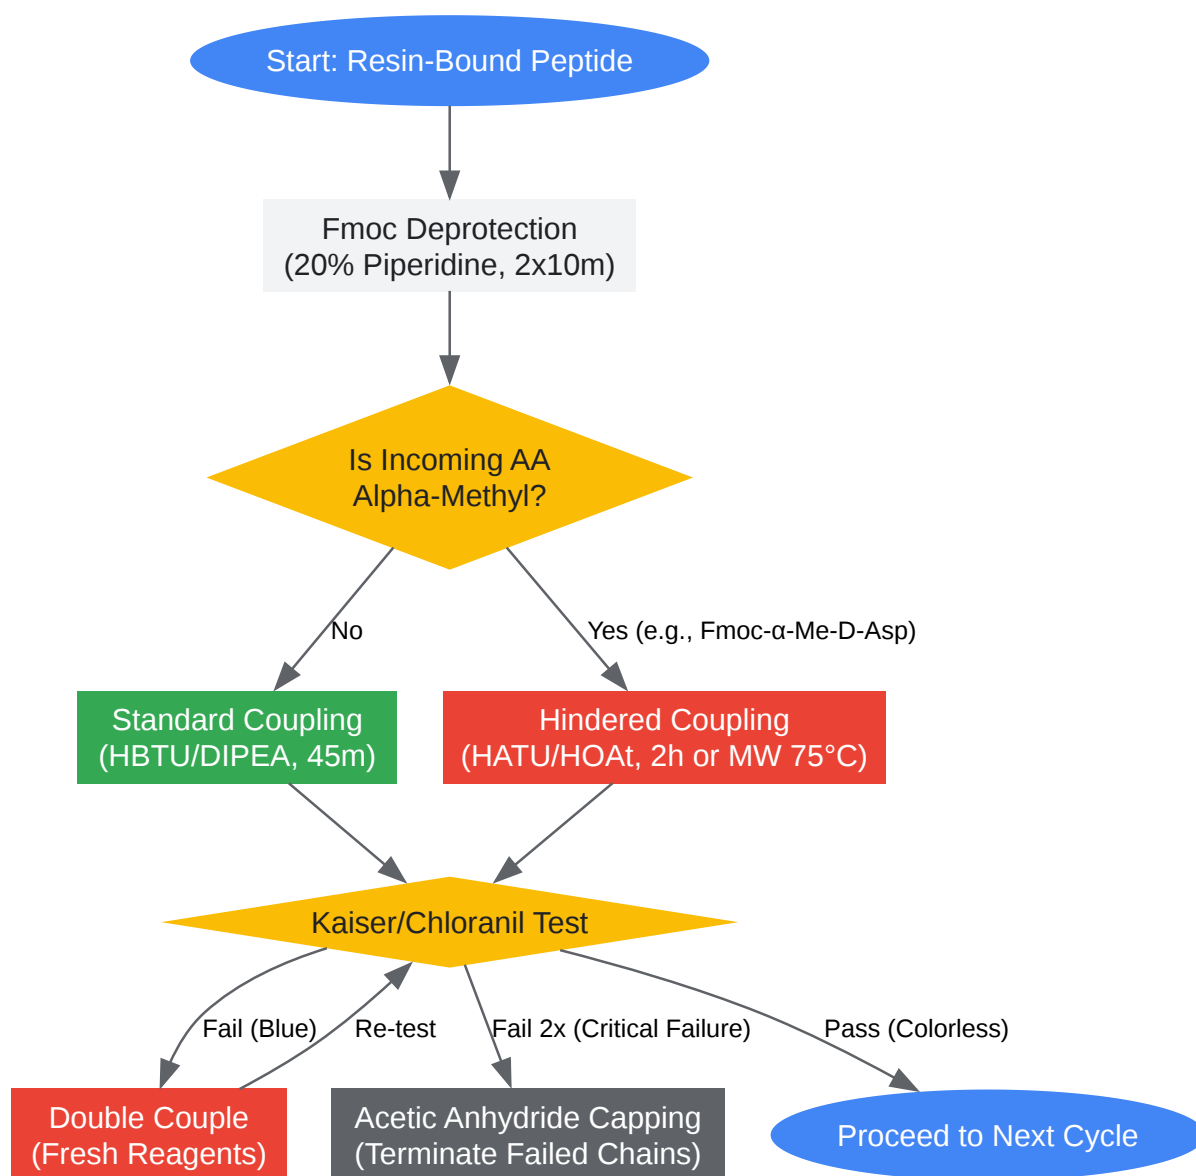 Start: Resin-Bound Peptide
Fmoc Deprotection
(20% Piperidine, 2x10m)
Is Incoming AA
Alpha-Methyl?
No
Yes (e.g., Fmoc-α-Me-D-Asp)
Standard Coupling
(HBTU/DIPEA, 45m)
Hindered Coupling
(HATU/HOAt, 2h or MW 75°C)
Kaiser/Chloranil Test
Fail (Blue)
Re-test
Fail 2x (Critical Failure)
Pass (Colorless)
Double Couple
(Fresh Reagents)
Acetic Anhydride Capping
(Terminate Failed Chains)
Proceed to Next Cycle